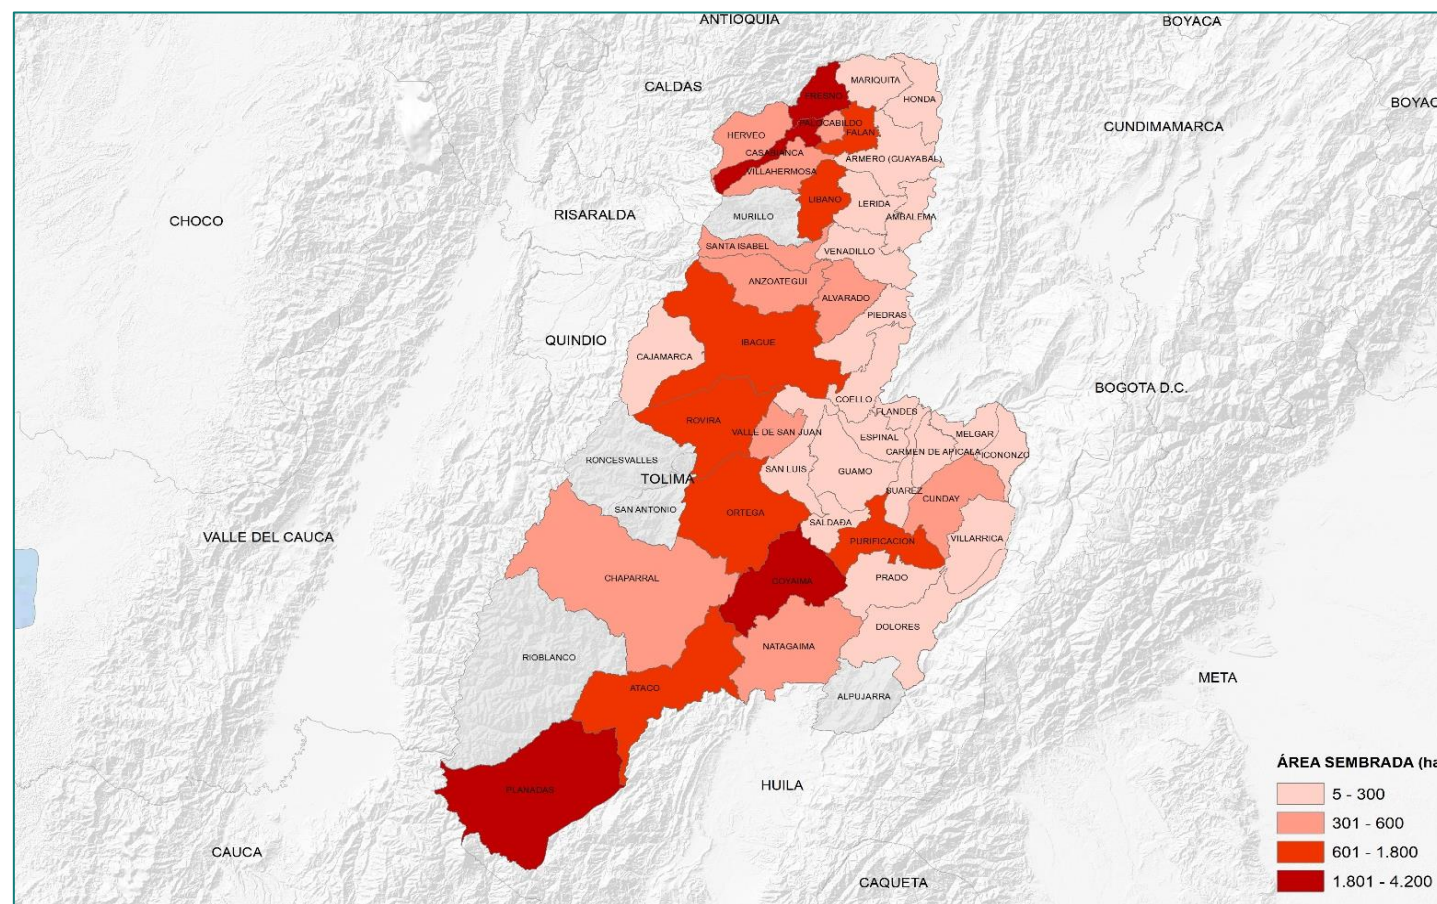 ANTIOQUIA
BOYACA
CALDAS
MARIQUITA
FRESNO
HONDA
BOYAC
CUNDIMAMARCA
PALOCABILDO
HERVEO
FALAN
CASABIANCA
ARMERO (GUAYABAL)
VILLAHERMOSA
LIBANO
LERIDA
RISARALDA
CHOCO
MURILLO
AMBALEMA
SANTA ISABEL
VENADILLO
ANZOATEGUI
ALVARADO
PIEDRAS
QUINDIO
IBAGUE
CAJAMARCA
BOGOTA D.C.
COELLO
FLANDES
ROVIRA
VALLE DE SAN JUAN
ESPINAL
MELGAR
CARMEN DE APICALA
ICONONZO
RONCESVALLES
SAN LUIS
GUAMO
TOLIMA
SUAREZ
CUNDAY
SAN ANTONIO
ORTEGA
SALDAÐA
VALLE DEL CAUCA
PURIFICACION
VILLARRICA
CHAPARRAL
COYAIMA
PRADO
DOLORES
NATAGAIMA
RIOBLANCO
META
ATACO
ALPUJARRA
ÁREA SEMBRADA (ha
PLANADAS
HUILA
5 - 300
301 - 600
CAUCA
601 - 1.800
CAQUETA
1.801 - 4.200